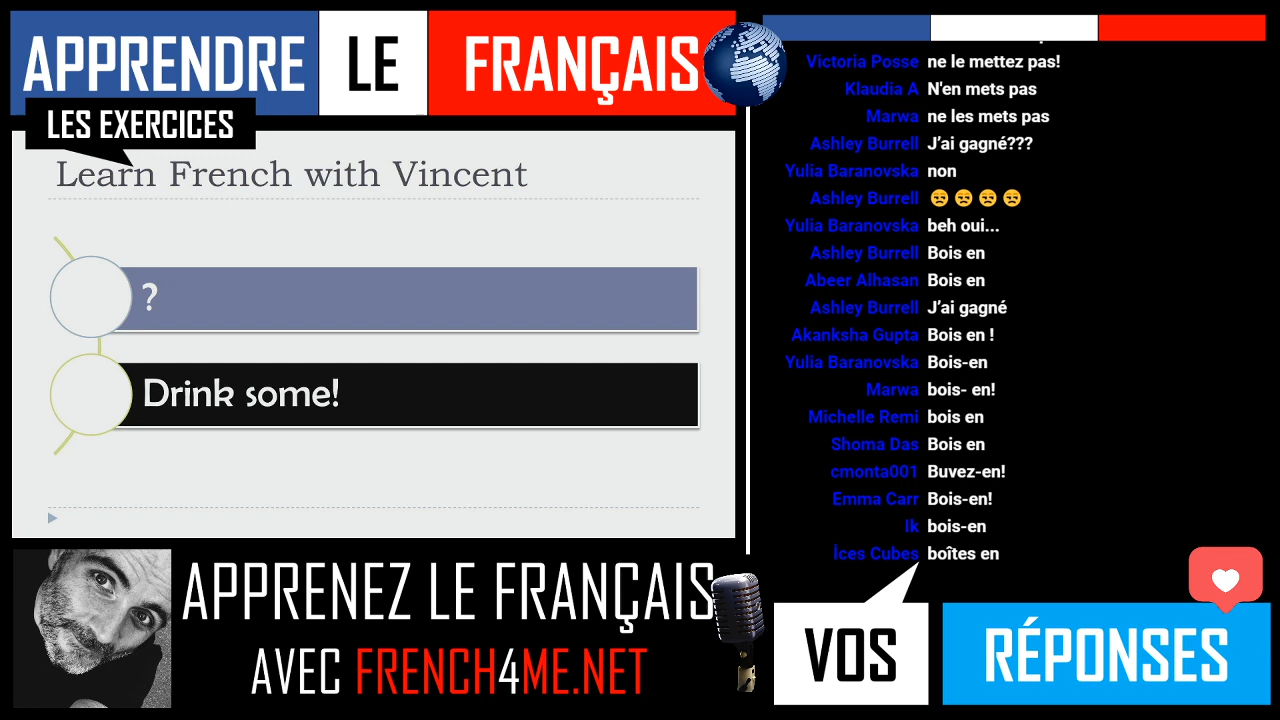 APPRENDRE LE FRANÇAIS
LES EXERCICES
Learn French with Vincent
?
Drink some!
APPRENEZ LE FRANÇAIS
AVEC FRENCH4ME.NET
Victoria Posse ne le mettez pas!
Klaudia A N'en mets pas
Marwa ne les mets pas
Ashley Burrell J'ai gagné???
Yulia Baranovska non
Ashley Burrell 😒 😒 😒 😒
Yulia Baranovska beh oui...
Ashley Burrell Bois en
Abeer Alhasan Bois en
Ashley Burrell J'ai gagné
Akanksha Gupta Bois en !
Yulia Baranovska Bois-en
Marwa bois- en!
Michelle Remi bois en
Shoma Das Bois en
cmonta001 Buvez-en!
Emma Carr Bois-en!
Ik bois-en
İces Cubes boîtes en
VOS RÉPONSES